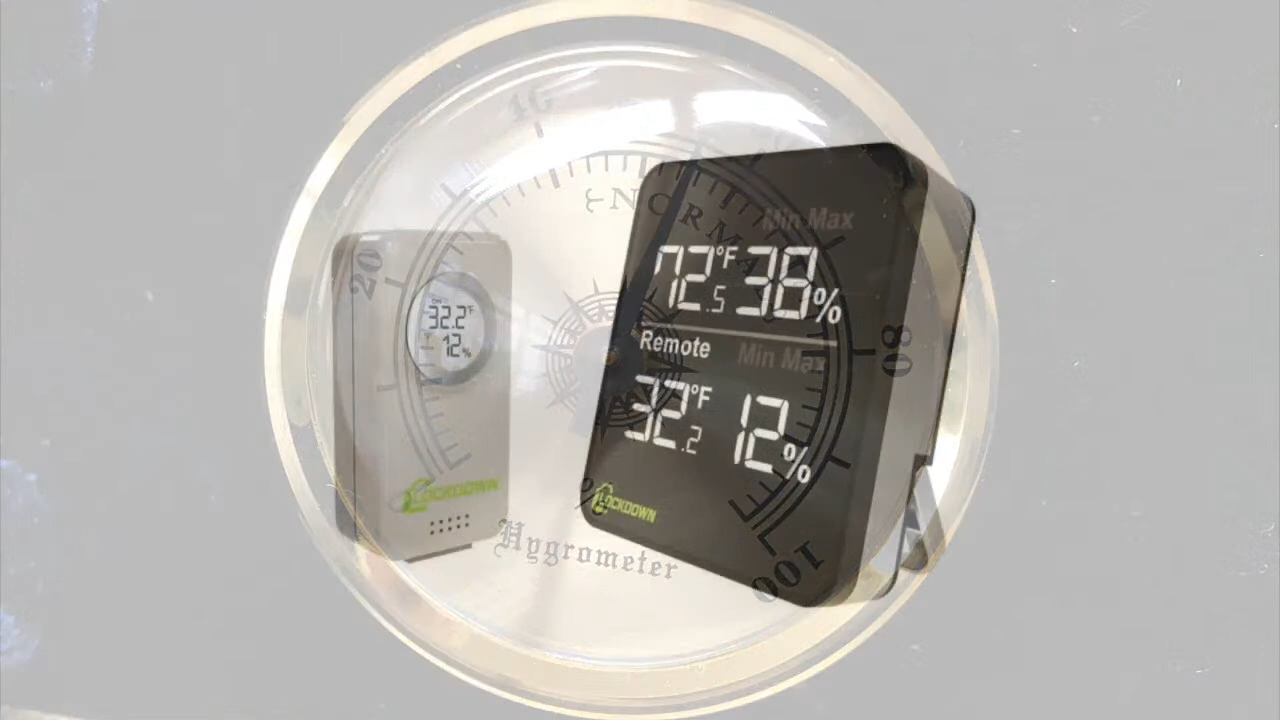 40
NORMAL
Min Max
72.5°F 38%
20
32.2°F
12%
80
Remote
Min Max
32.2°F 12%
LOCKDOWN
LOCKDOWN
%
Hygrometer
100